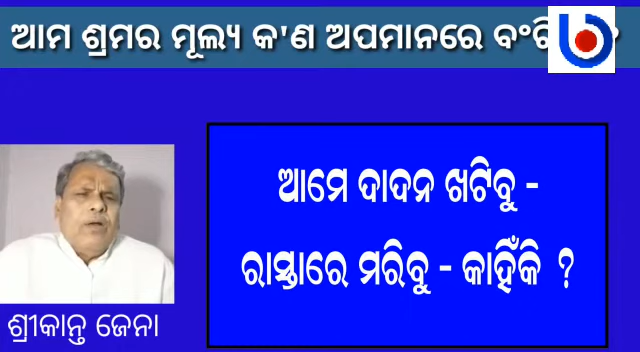 ଆମ ଶ୍ରମର ମୂଲ୍ୟ କ'ଣ ଅପମାନରେ
ଆମେ ଦାଦନ ଖଟିବୁ -
ରାସ୍ତାରେ ମରିବୁ - କାହିଁକି ?
ଶ୍ରୀକାନ୍ତ ଜେନା